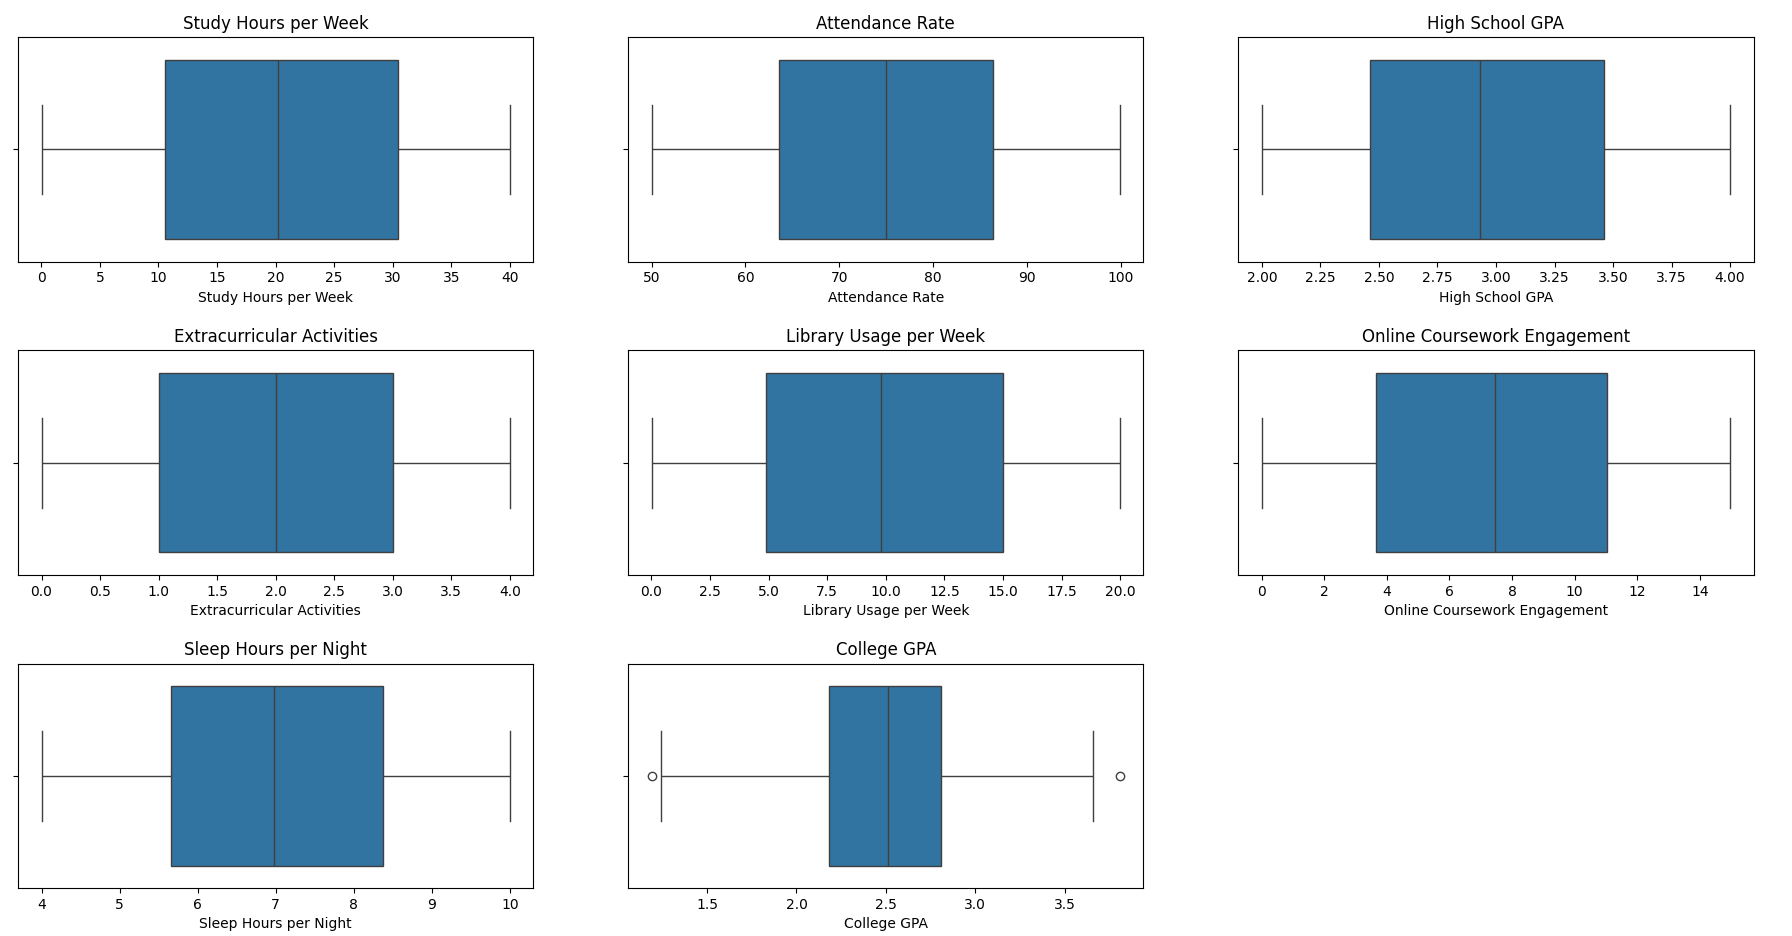 Study Hours per Week
Attendance Rate
High School GPA
0 5 10 15 20 25 30 35 40
50 60 70 80 90 100
2.00 2.25 2.50 2.75 3.00 3.25 3.50 3.75 4.00
Study Hours per Week
Attendance Rate
High School GPA
Extracurricular Activities
Library Usage per Week
Online Coursework Engagement
0.0 0.5 1.0 1.5 2.0 2.5 3.0 3.5 4.0
0.0 2.5 5.0 7.5 10.0 12.5 15.0 17.5 20.0
0 2 4 6 8 10 12 14
Extracurricular Activities
Library Usage per Week
Online Coursework Engagement
Sleep Hours per Night
College GPA
4 5 6 7 8 9 10
1.5 2.0 2.5 3.0 3.5
Sleep Hours per Night
College GPA